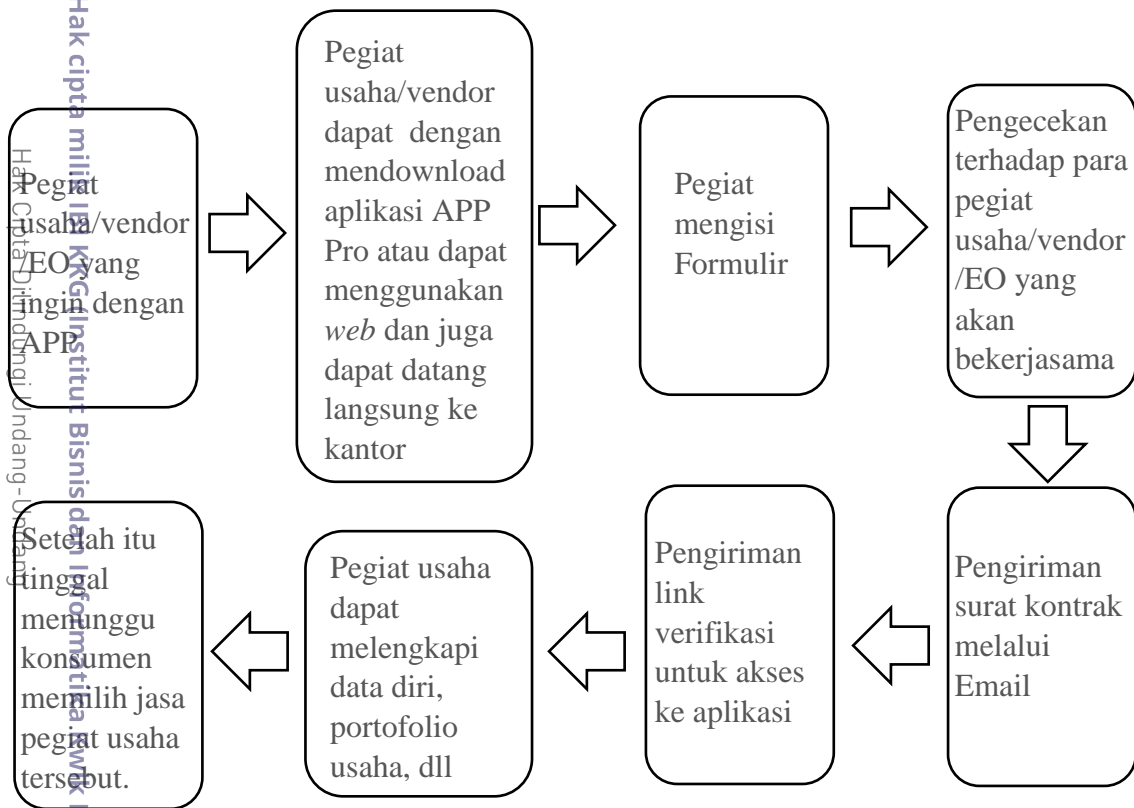 Pegiat
usaha/vendor
/EO yang
ingin dengan
APP
Pegiat
usaha/vendor
dapat dengan
mendownload
aplikasi APP
Pro atau dapat
menggunakan
web dan juga
dapat datang
langsung ke
kantor
Pegiat
mengisi
Formulir
Pengecekan
terhadap para
pegiat
usaha/vendor
/EO yang
akan
bekerjasama
Pengiriman
surat kontrak
melalui
Email
Pengiriman
link
verifikasi
untuk akses
ke aplikasi
Pegiat usaha
dapat
melengkapi
data diri,
portofolio
usaha, dll
Setelah itu
tinggal
menunggu
konsumen
memilih jasa
pegiat usaha
tersebut.
Hak cipta milik IBI KKG (Institut Bisnis dan Informatika Kwik
Hak Cipta Dilindungi Undang-Undang